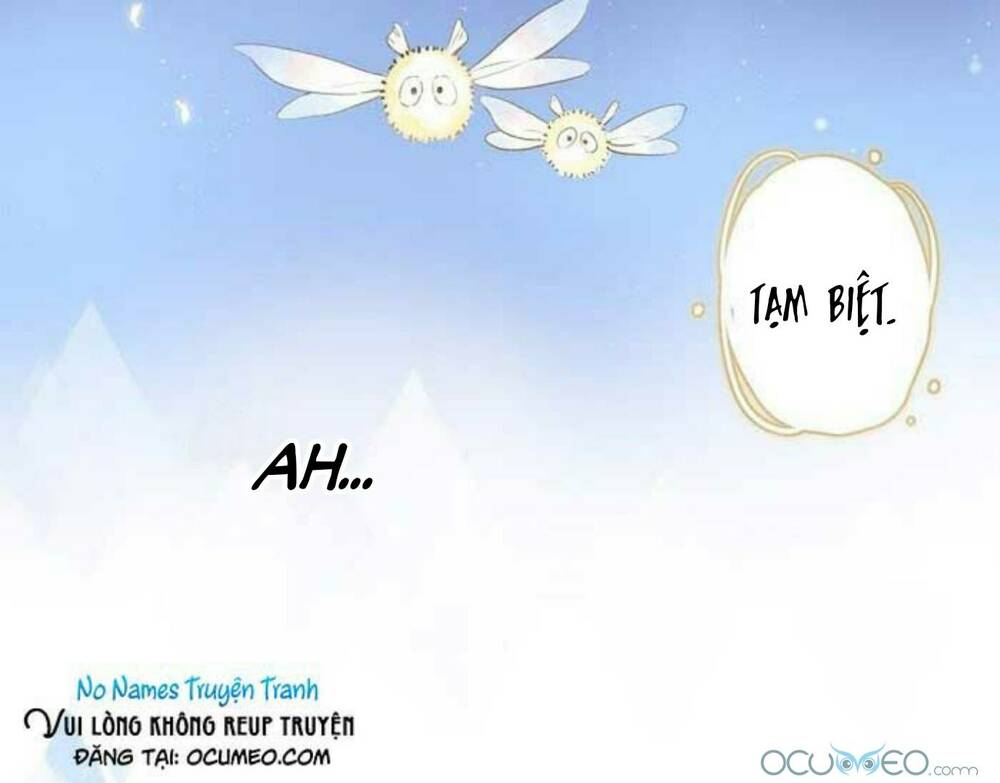 TẠM BIỆT.
AH...
No Names Truyện Tranh
VUI LÒNG KHÔNG REUP TRUYỆN
ĐĂNG TẠI: OCUMEO.COM
OCUMEO.com